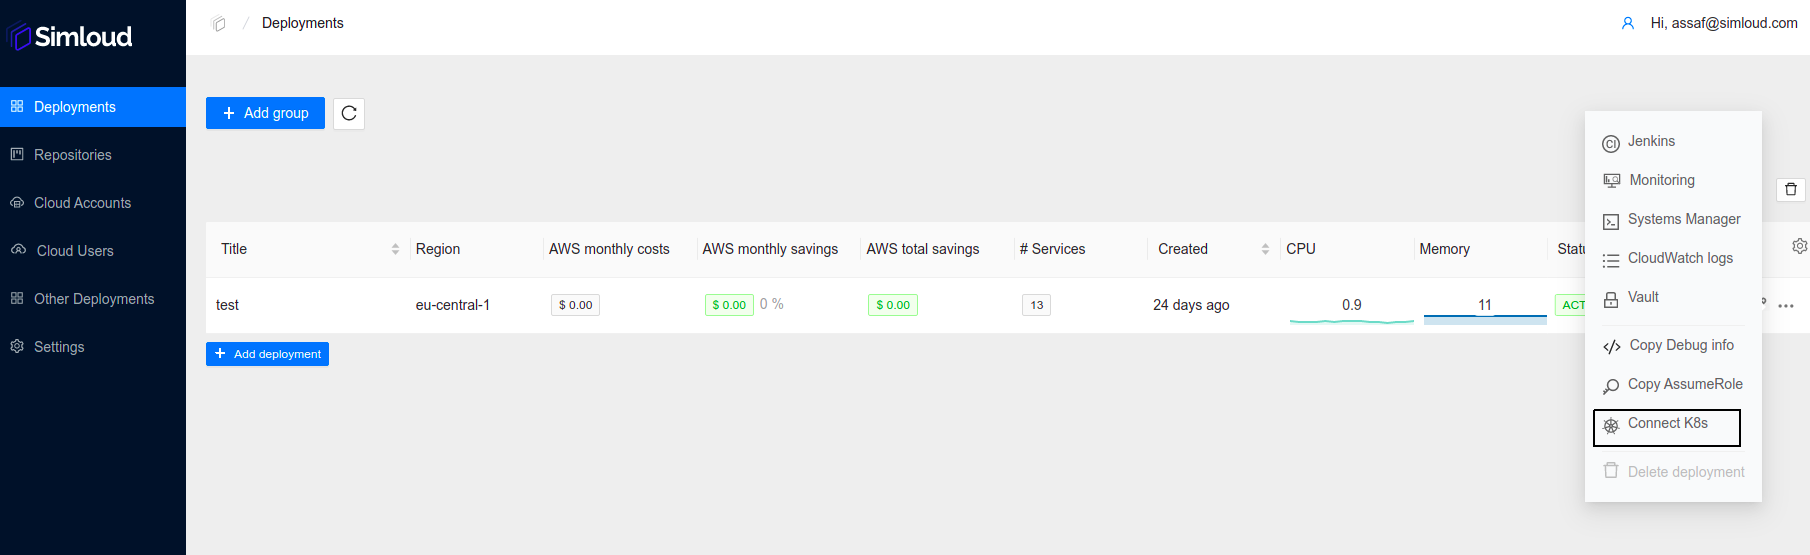 Simloud
Deployments
Repositories
Cloud Accounts
Cloud Users
Other Deployments
Settings
/ Deployments
Hi, assaf@simloud.com
+ Add group
Title Region AWS monthly costs AWS monthly savings AWS total savings # Services Created CPU Memory Statu
test eu-central-1 $ 0.00 $ 0.00 0 % $ 0.00 13 24 days ago 0.9 11 ACT
+ Add deployment
CI Jenkins
Monitoring
Systems Manager
CloudWatch logs
Vault
Copy Debug info
Copy AssumeRole
Connect K8s
Delete deployment